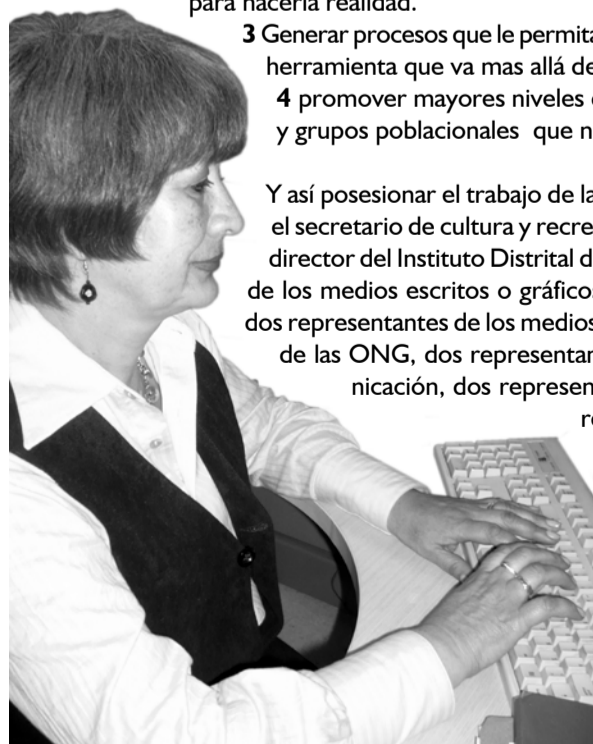 para hacerla realidad.
3 Generar procesos que le permita
herramienta que va mas allá de
4 promover mayores niveles
y grupos poblacionales que n
Y así posesionar el trabajo de la
el secretario de cultura y recre
director del Instituto Distrital d
de los medios escritos o gráficos
dos representantes de los medios
de las ONG, dos representan
nicación, dos represen
re